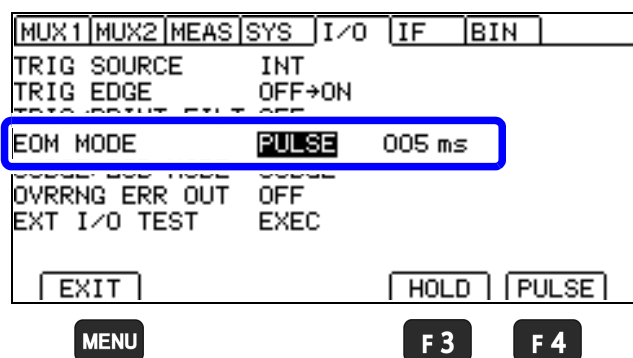 MUX1 MUX2 MEAS SYS I/O IF BIN
TRIG SOURCE INT
TRIG EDGE OFF→ON
EOM MODE PULSE 005 ms
OVRRNG ERR OUT OFF
EXT I/O TEST EXEC
EXIT HOLD PULSE
MENU F3 F4